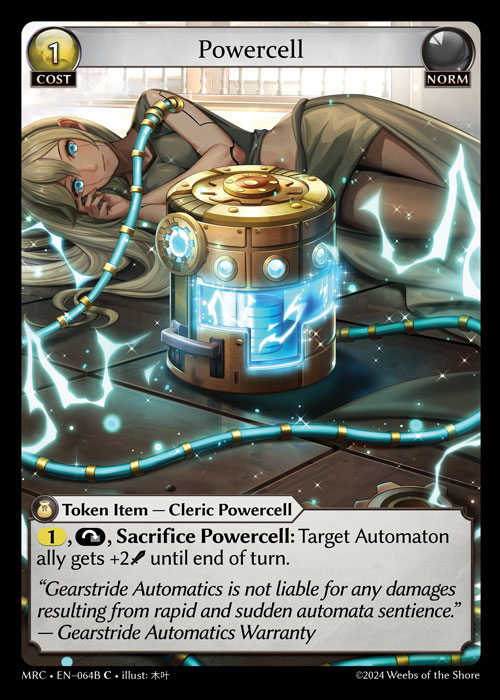 1
Powercell
COST
NORM
Token Item — Cleric Powercell
1, , Sacrifice Powercell: Target Automaton
ally gets +2 until end of turn.
“Gearstride Automatics is not liable for any damages
resulting from rapid and sudden automata sentience.”
— Gearstride Automatics Warranty
MRC • EN–064B C • illust: 木叶
©2024 Weebs of the Shore